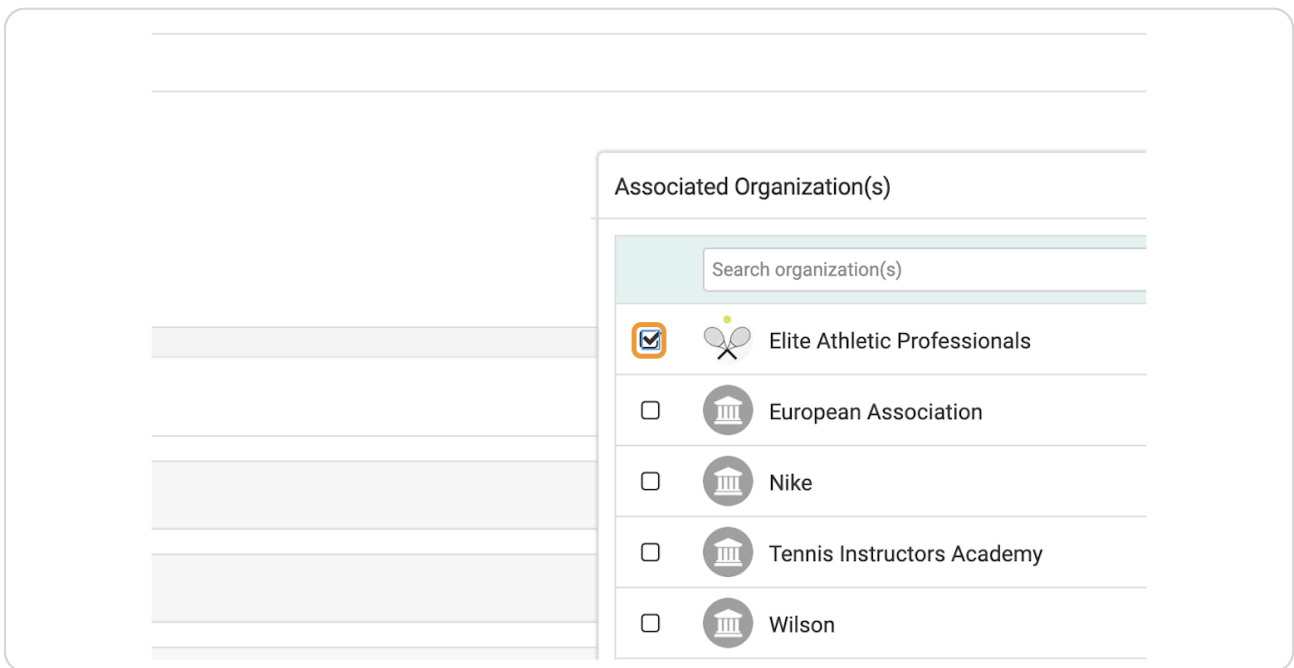 Associated Organization(s)
Search organization(s)
Elite Athletic Professionals
European Association
Nike
Tennis Instructors Academy
Wilson